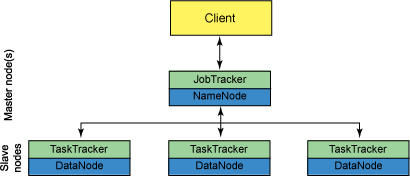 Client
Master node(s)
JobTracker
NameNode
Slave
nodes
TaskTracker
DataNode
TaskTracker
DataNode
TaskTracker
DataNode